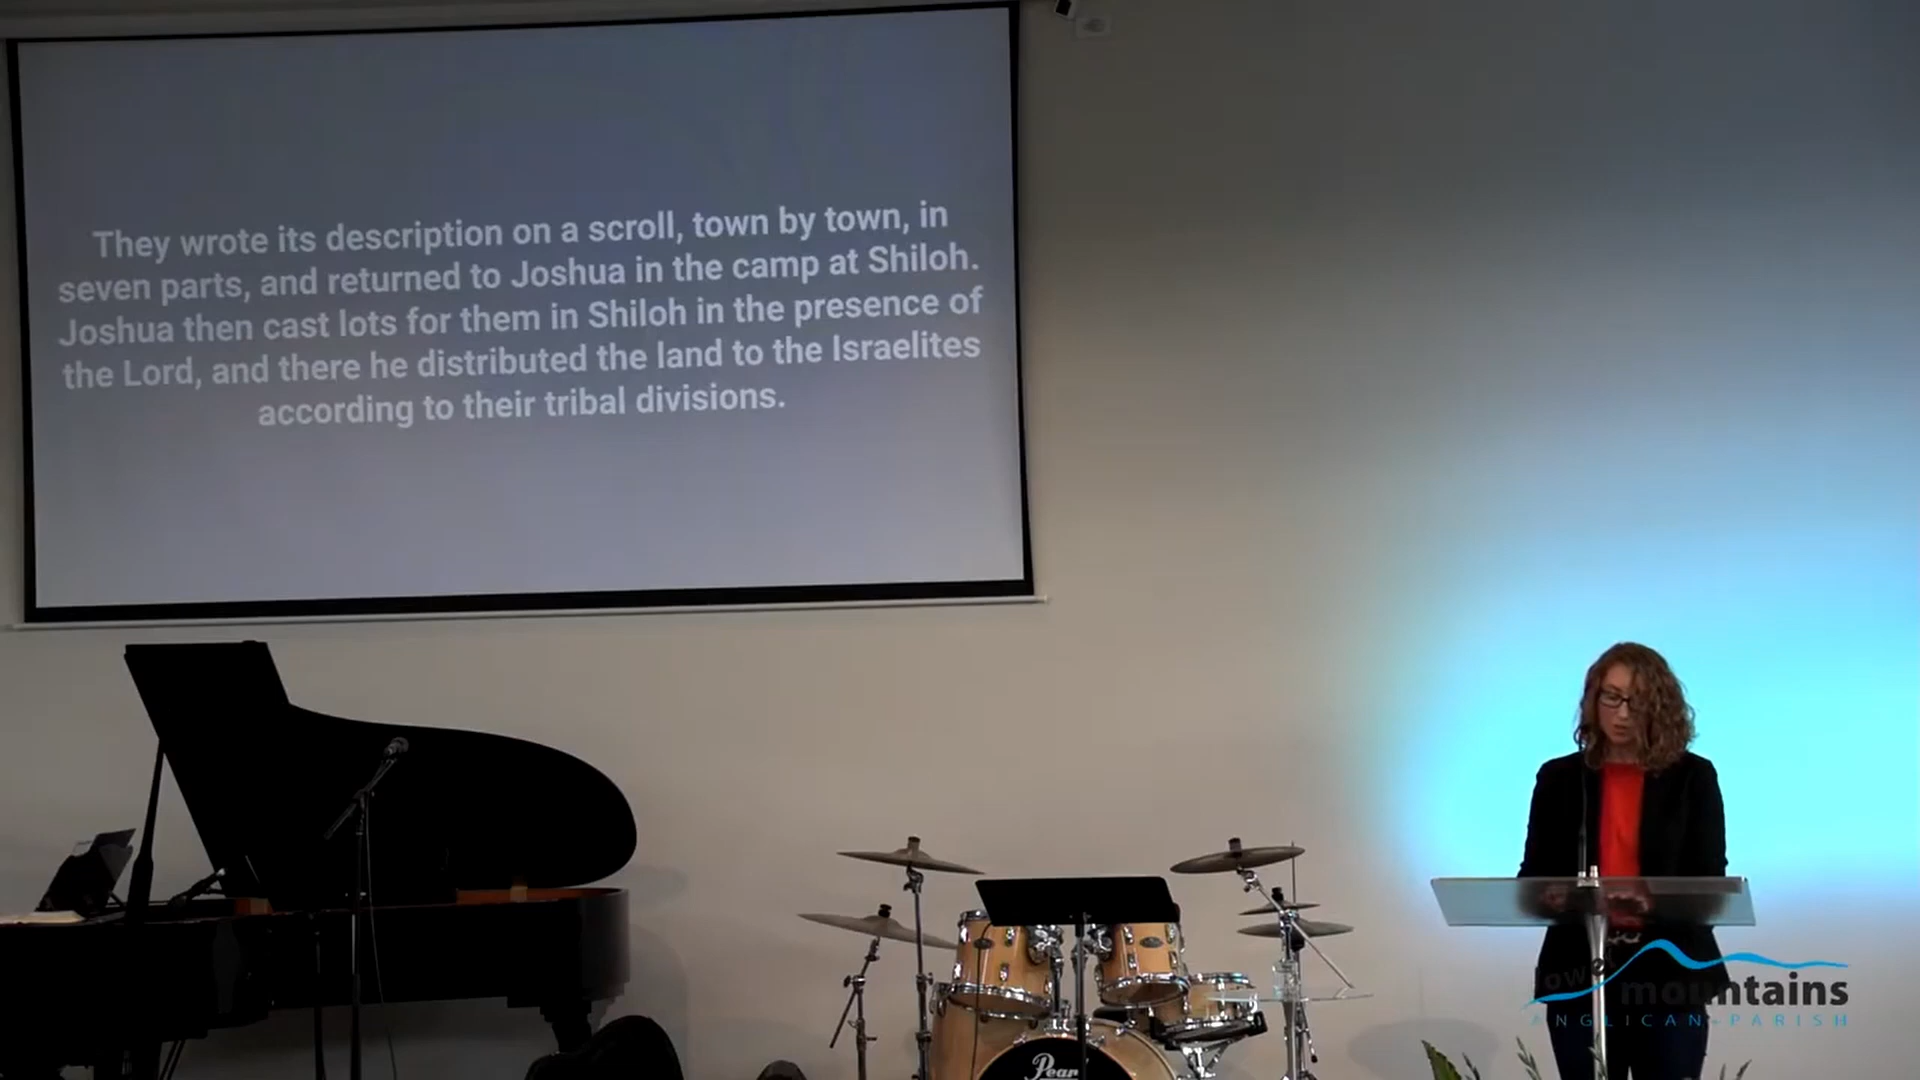 They wrote its description on a scroll, town by town, in
seven parts, and returned to Joshua in the camp at Shiloh.
Joshua then cast lots for them in Shiloh in the presence of
the Lord, and there he distributed the land to the Israelites
according to their tribal divisions.
Pearl
lower
mountains
ANGLICAN PARISH